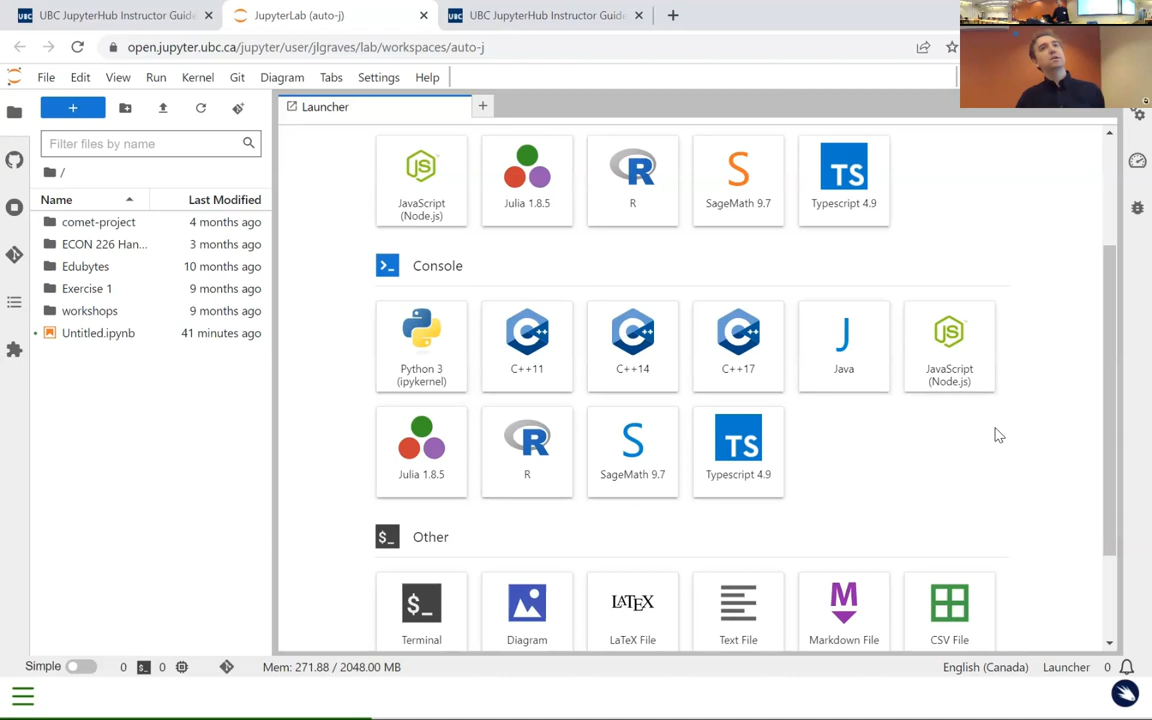 UBC JupyterHub Instructor Guide
JupyterLab (auto-j)
UBC JupyterHub Instructor Guide
open.jupyter.ubc.ca/jupyter/user/jlgraves/lab/workspaces/auto-j
File Edit View Run Kernel Git Diagram Tabs Settings Help
Launcher
Filter files by name
/
Name Last Modified
comet-project 4 months ago
ECON 226 Han... 3 months ago
Edubytes 10 months ago
Exercise 1 9 months ago
workshops 9 months ago
Untitled.ipynb 41 minutes ago
JavaScript
(Node.js)
Julia 1.8.5
R
SageMath 9.7
TS
Typescript 4.9
Console
Python 3
(ipykernel)
C++11
C++14
C++17
J
Java
JavaScript
(Node.js)
Julia 1.8.5
R
S
SageMath 9.7
TS
Typescript 4.9
$_ Other
$_
Terminal
Diagram
LATEX
LaTeX File
Text File
M
Markdown File
CSV File
Simple 0 $_ 0 Mem: 271.88 / 2048.00 MB English (Canada) Launcher 0